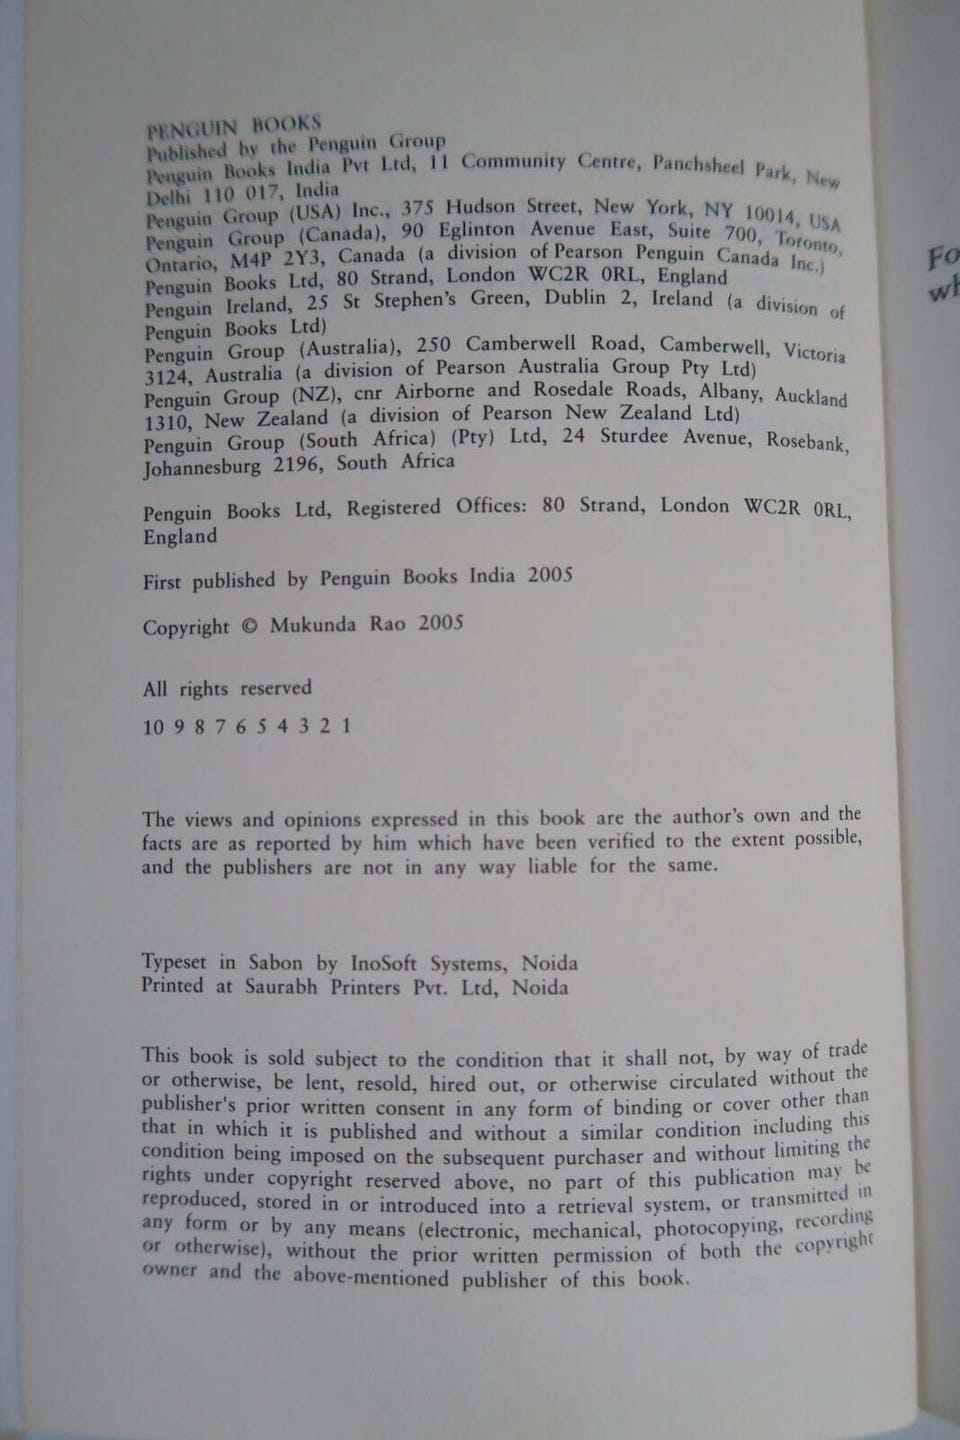 PENGUIN BOOKS
Published by the Penguin Group
Penguin Books India Pvt Ltd, 11 Community Centre, Panchsheel Park, New
Delhi 110 017, India
Penguin Group (USA) Inc., 375 Hudson Street, New York, NY 10014, USA
Penguin Group (Canada), 90 Eglinton Avenue East, Suite 700, Toronto,
Ontario, M4P 2Y3, Canada (a division of Pearson Penguin Canada Inc.)
Penguin Books Ltd, 80 Strand, London WC2R 0RL, England
Penguin Ireland, 25 St Stephen's Green, Dublin 2, Ireland (a division of
Penguin Books Ltd)
Penguin Group (Australia), 250 Camberwell Road, Camberwell, Victoria
3124, Australia (a division of Pearson Australia Group Pty Ltd)
Penguin Group (NZ), cnr Airborne and Rosedale Roads, Albany, Auckland
1310, New Zealand (a division of Pearson New Zealand Ltd)
Penguin Group (South Africa) (Pty) Ltd, 24 Sturdee Avenue, Rosebank,
Johannesburg 2196, South Africa
Penguin Books Ltd, Registered Offices: 80 Strand, London WC2R 0RL,
England
First published by Penguin Books India 2005
Copyright © Mukunda Rao 2005
All rights reserved
10 9 8 7 6 5 4 3 2 1
The views and opinions expressed in this book are the author's own and the
facts are as reported by him which have been verified to the extent possible,
and the publishers are not in any way liable for the same.
Typeset in Sabon by InoSoft Systems, Noida
Printed at Saurabh Printers Pvt. Ltd, Noida
This book is sold subject to the condition that it shall not, by way of trade
or otherwise, be lent, resold, hired out, or otherwise circulated without the
publisher's prior written consent in any form of binding or cover other than
that in which it is published and without a similar condition including this
condition being imposed on the subsequent purchaser and without limiting the
rights under copyright reserved above, no part of this publication may be
reproduced, stored in or introduced into a retrieval system, or transmitted in
any form or by any means (electronic, mechanical, photocopying, recording
or otherwise), without the prior written permission of both the copyright
owner and the above-mentioned publisher of this book.